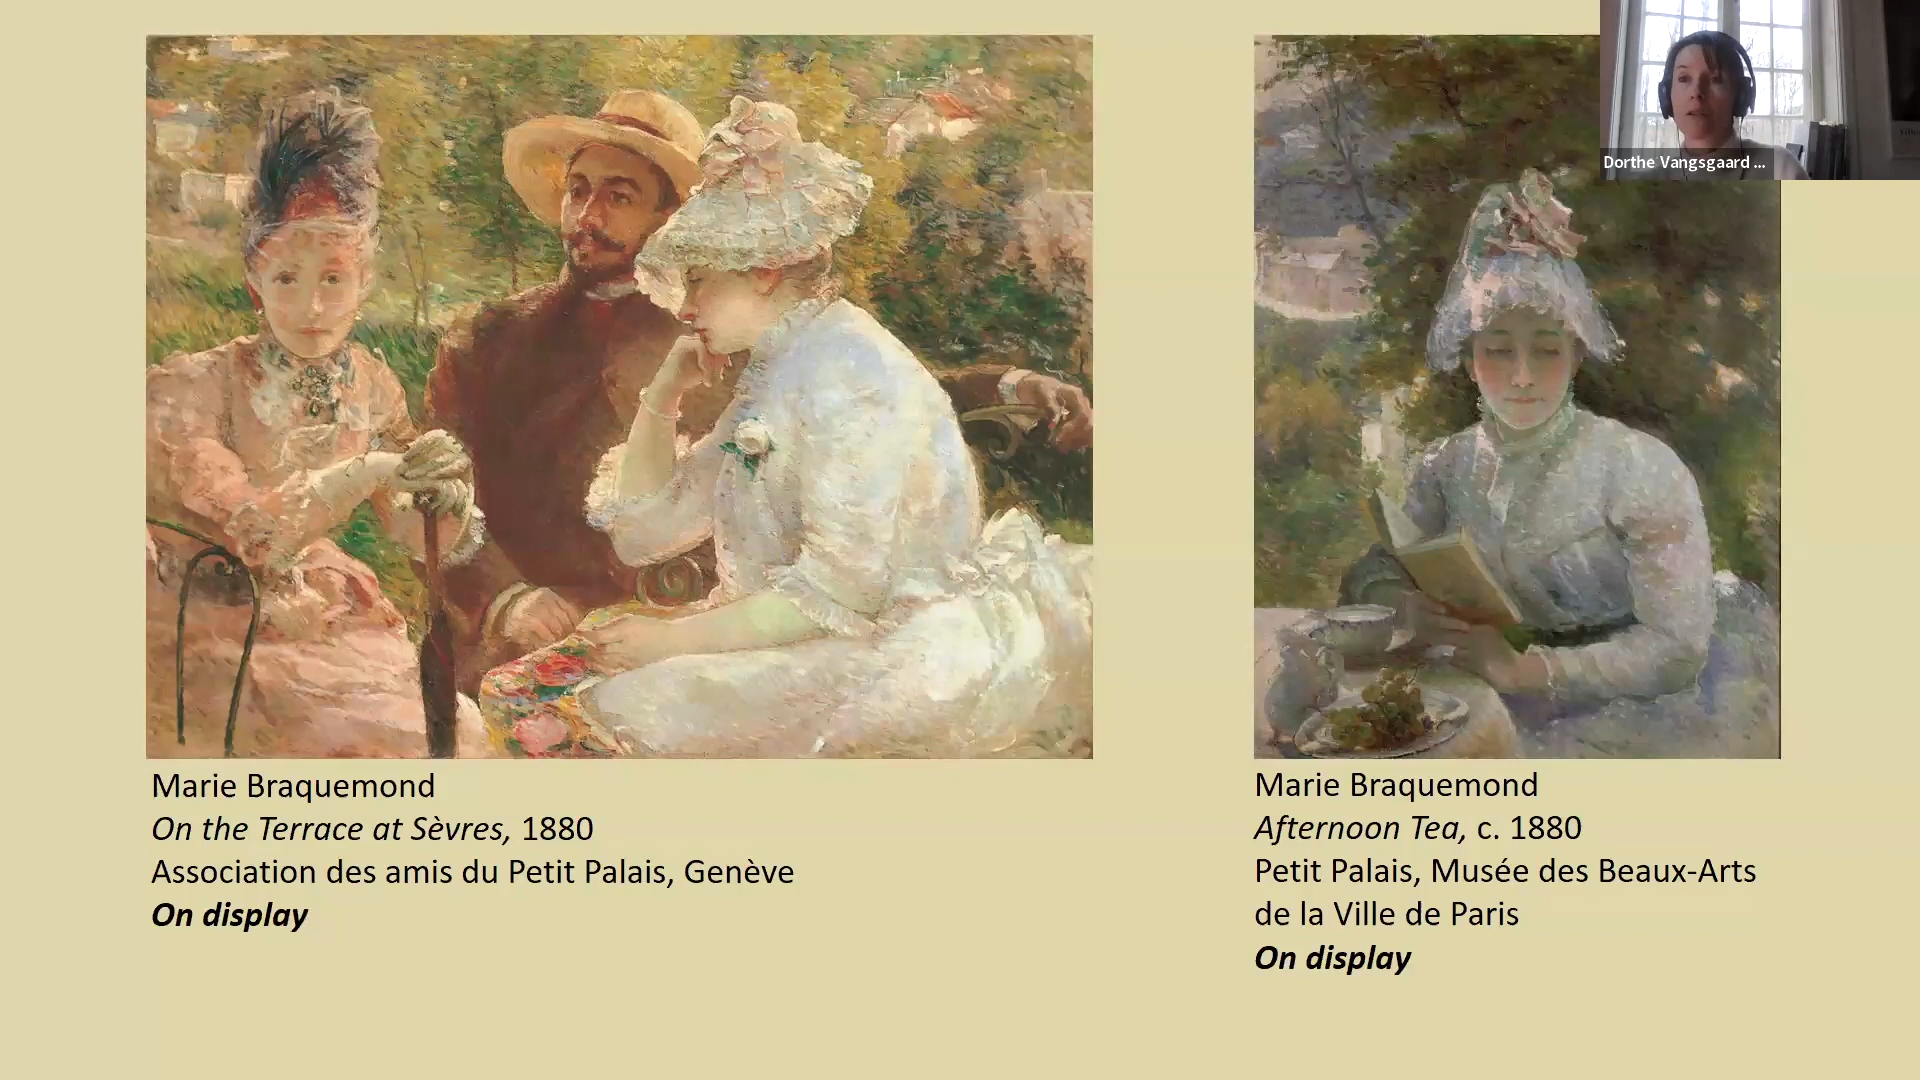 Dorthe Vangsgaard ...
Marie Braquemond
On the Terrace at Sèvres, 1880
Association des amis du Petit Palais, Genève
On display
Marie Braquemond
Afternoon Tea, c. 1880
Petit Palais, Musée des Beaux-Arts
de la Ville de Paris
On display